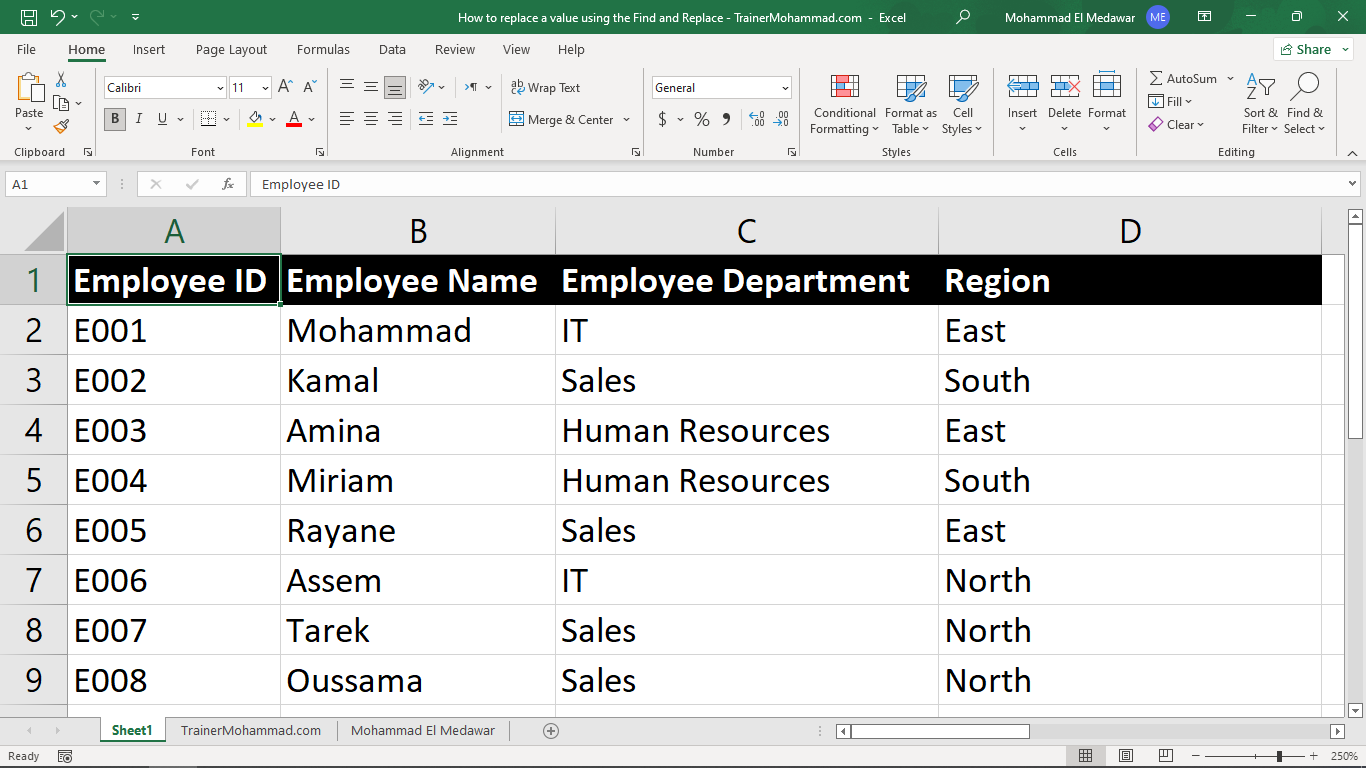 How to replace a value using the Find and Replace - TrainerMohammad.com - Excel
Mohammad El Medawar ME
File Home Insert Page Layout Formulas Data Review View Help Share
Paste
Clipboard
Calibri 11
B I U A
Font
Wrap Text
Merge & Center
Alignment
General
$ % 9 .00 .00
Number
Conditional Formatting
Format as Table
Cell Styles
Styles
Insert Delete Format
Cells
AutoSum
Fill
Clear
Sort & Filter
Find & Select
Editing
A1 fx Employee ID
A B C D
1 Employee ID Employee Name Employee Department Region
2 E001 Mohammad IT East
3 E002 Kamal Sales South
4 E003 Amina Human Resources East
5 E004 Miriam Human Resources South
6 E005 Rayane Sales East
7 E006 Assem IT North
8 E007 Tarek Sales North
9 E008 Oussama Sales North
Sheet1 TrainerMohammad.com Mohammad El Medawar
Ready 250%